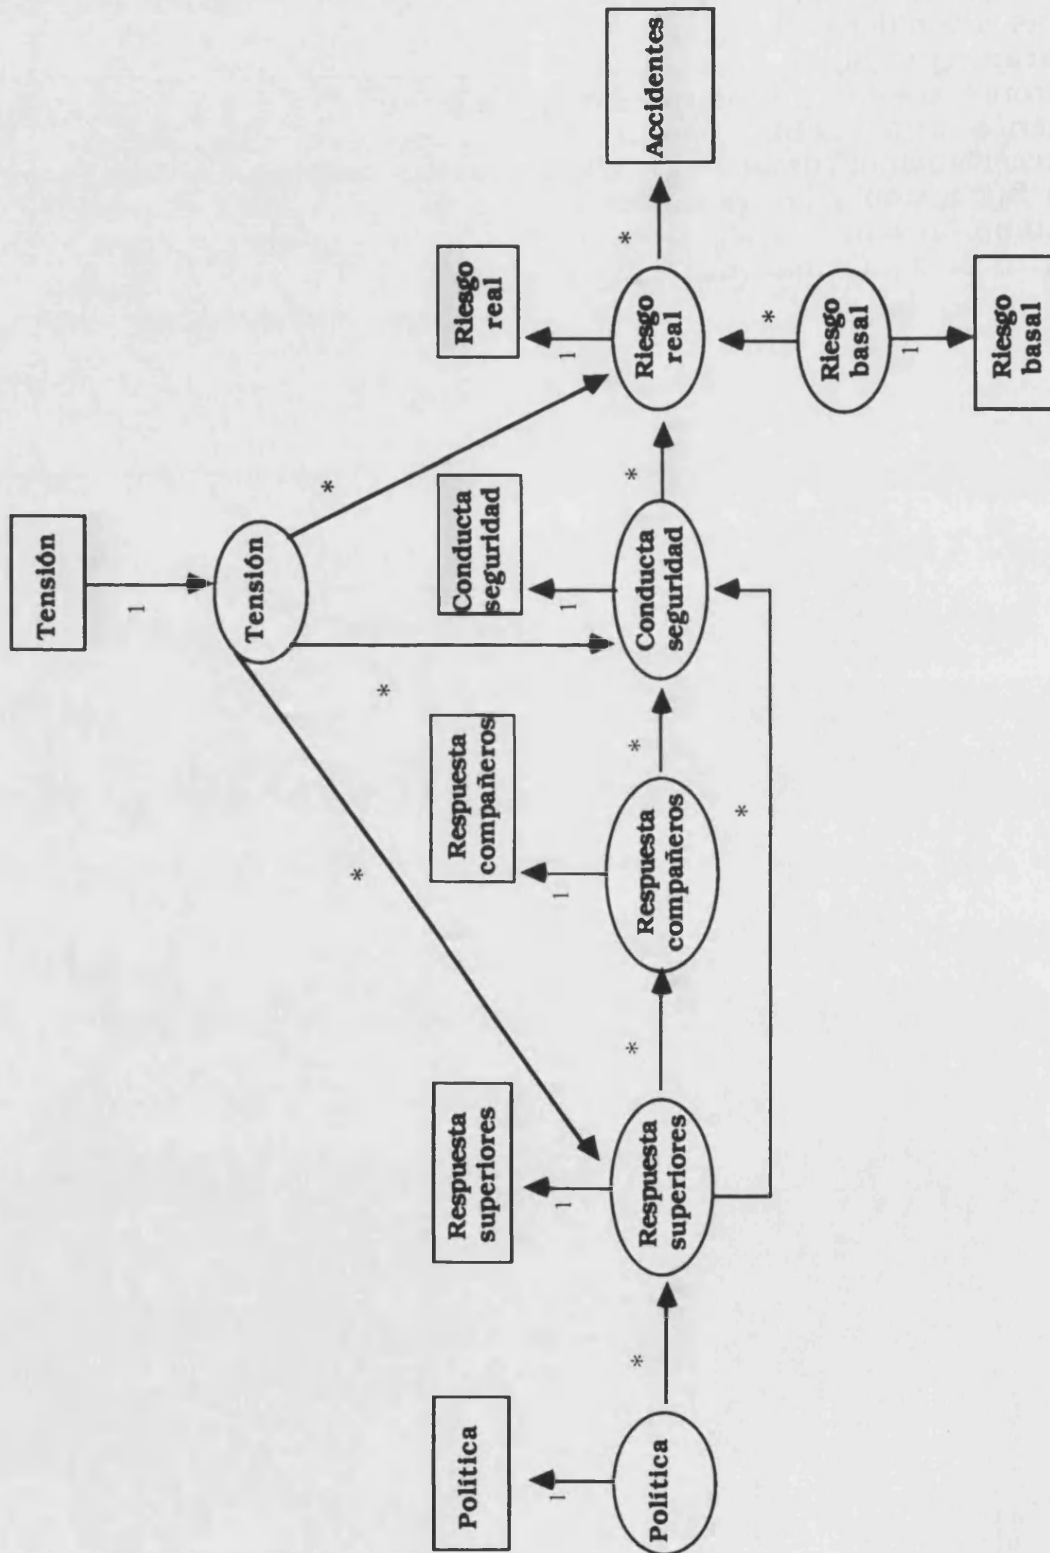 Tensión
1
Tensión
*
*
*
Política
1
Política
*
Respuesta
superiores
1
Respuesta
superiores
*
*
Respuesta
compañeros
1
Respuesta
compañeros
*
Conducta
seguridad
1
Conducta
seguridad
*
Riesgo
real
1
Riesgo
real
*
Accidentes
*
Riesgo
basal
1
Riesgo
basal